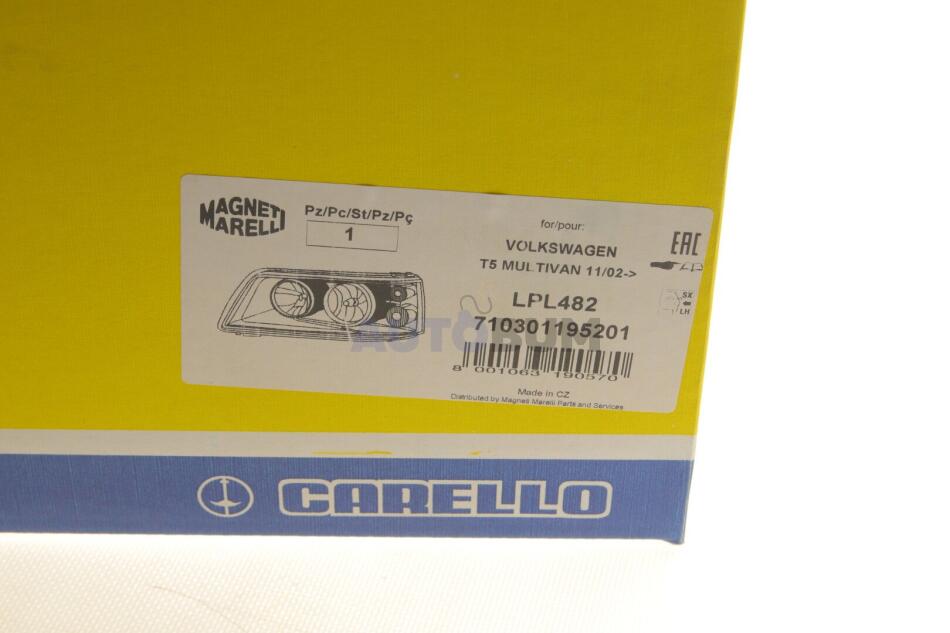 MAGNETI
MARELLI
Pz/Pc/St/Pz/Pç
1
for/pour:
VOLKSWAGEN
T5 MULTIVAN 11/02->
EAC
SX
LH
LPL482
710301195201
AUTOBUM
8 001063 190570
Made in CZ
Distributed by Magneti Marelli Parts and Services
CARELLO